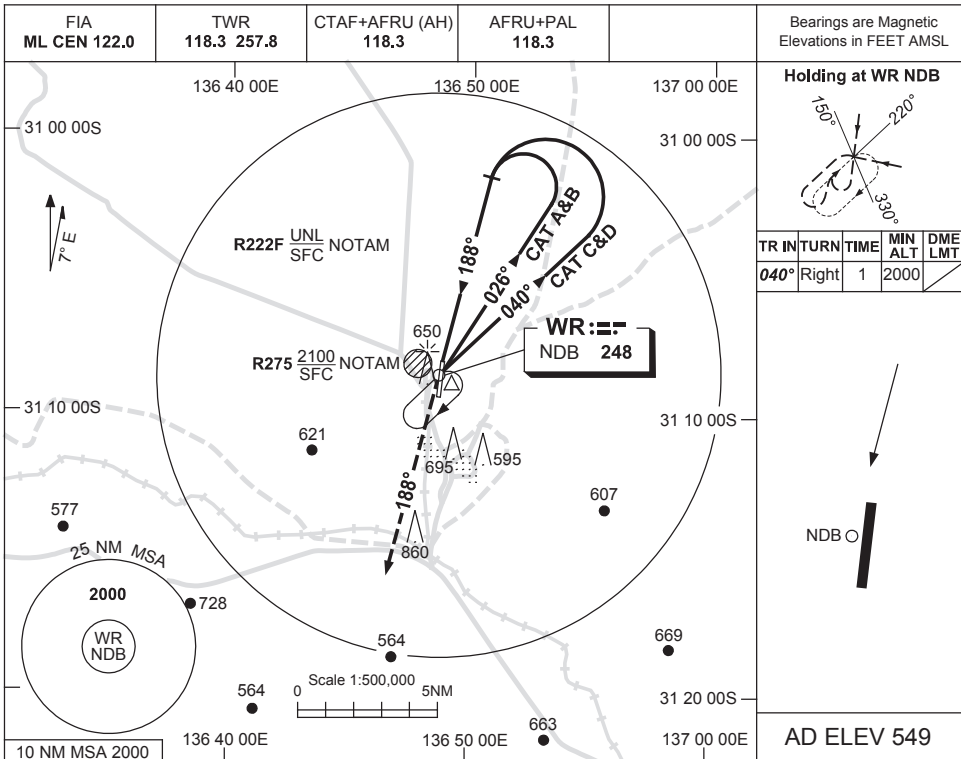 FIA
ML CEN 122.0
TWR
118.3 257.8
CTAF+AFRU (AH)
118.3
AFRU+PAL
118.3
Bearings are Magnetic
Elevations in FEET AMSL
136 40 00E
136 50 00E
137 00 00E
31 00 00S
31 00 00S
7° E
R222F UNL
SFC NOTAM
188°
026°
CAT A&B
040°
CAT C&D
650
WR
NDB 248
R275 2100
SFC NOTAM
31 10 00S
31 10 00S
621
695
595
188°
607
577
860
25 NM MSA
2000
WR
NDB
728
564
669
564
Scale 1:500,000
0
5NM
31 20 00S
663
10 NM MSA 2000
136 40 00E
136 50 00E
137 00 00E
Holding at WR NDB
150°
220°
330°
TR IN TURN TIME MIN ALT DME LMT
040° Right 1 2000
NDB
AD ELEV 549